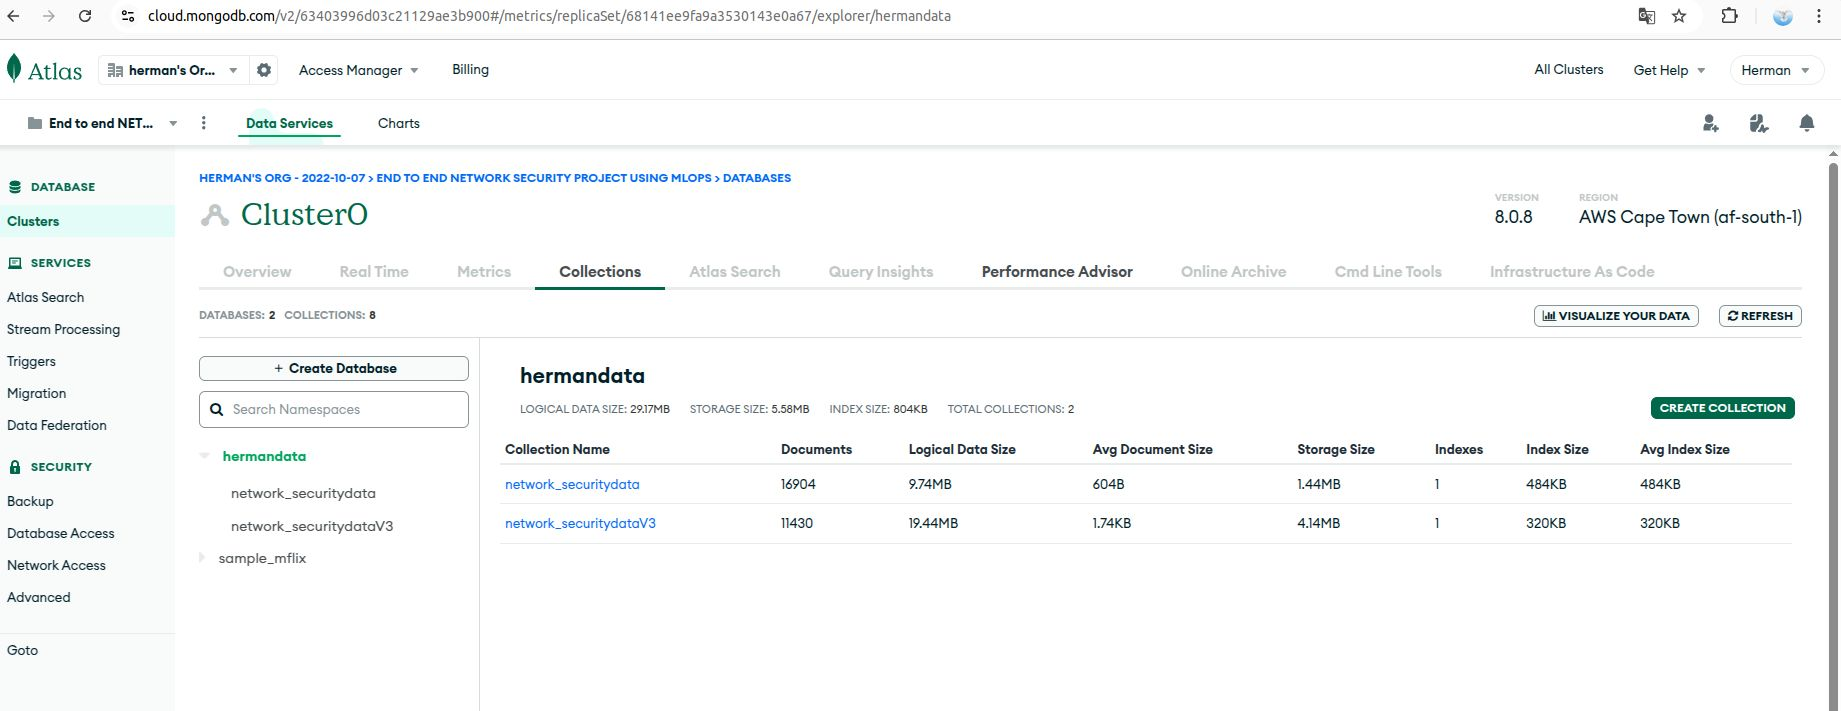 cloud.mongodb.com/v2/63403996d03c21129ae3b900#/metrics/replicaSet/68141ee9fa9a3530143e0a67/explorer/hermandata
Atlas herman's Or... Access Manager Billing All Clusters Get Help Herman
End to end NET... Data Services Charts
DATABASE
Clusters
SERVICES
Atlas Search
Stream Processing
Triggers
Migration
Data Federation
SECURITY
Backup
Database Access
Network Access
Advanced
Goto
HERMAN'S ORG - 2022-10-07 > END TO END NETWORK SECURITY PROJECT USING MLOPS > DATABASES
Cluster0
VERSION REGION
8.0.8 AWS Cape Town (af-south-1)
Overview Real Time Metrics Collections Atlas Search Query Insights Performance Advisor Online Archive Cmd Line Tools Infrastructure As Code
DATABASES: 2 COLLECTIONS: 8 VISUALIZE YOUR DATA REFRESH
+ Create Database
Search Namespaces
hermandata
network_securitydata
network_securitydataV3
sample_mflix
hermandata
LOGICAL DATA SIZE: 29.17MB STORAGE SIZE: 5.58MB INDEX SIZE: 804KB TOTAL COLLECTIONS: 2 CREATE COLLECTION
Collection Name Documents Logical Data Size Avg Document Size Storage Size Indexes Index Size Avg Index Size
network_securitydata 16904 9.74MB 604B 1.44MB 1 484KB 484KB
network_securitydataV3 11430 19.44MB 1.74KB 4.14MB 1 320KB 320KB